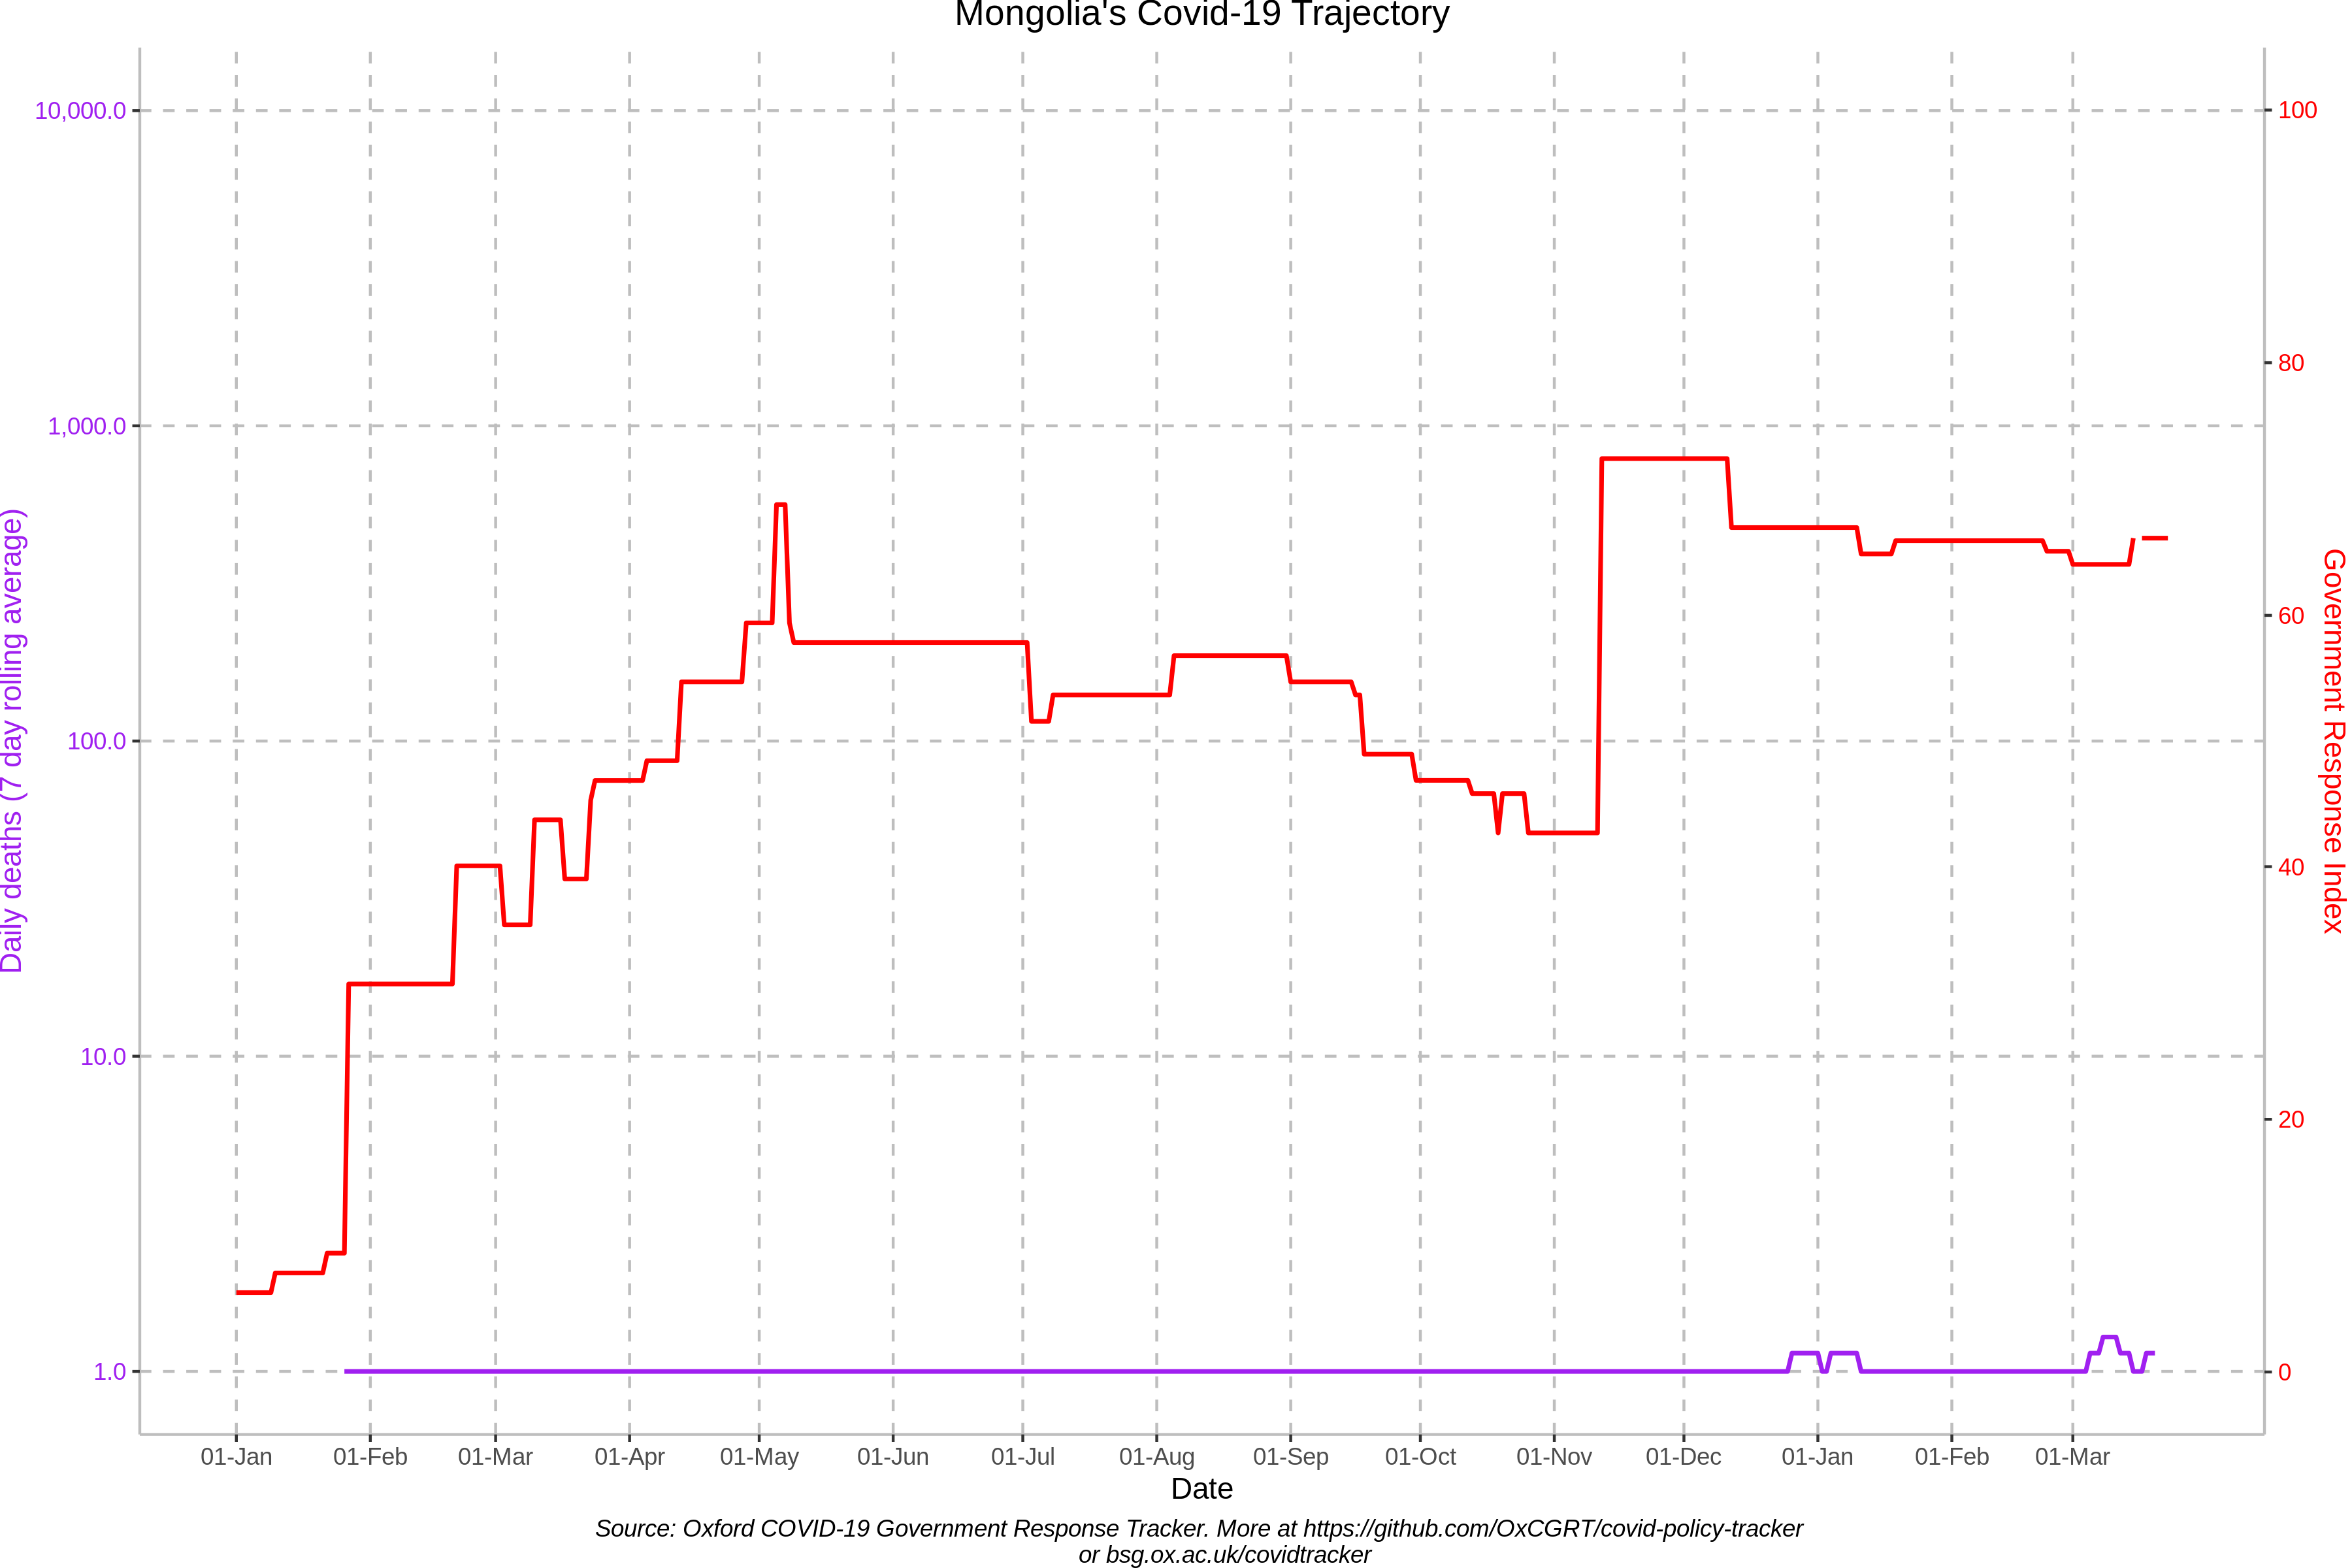 Mongolia's Covid-19 Trajectory
10,000.0
1,000.0
100.0
10.0
1.0
Daily deaths (7 day rolling average)
100
80
60
40
20
0
Government Response Index
01-Jan 01-Feb 01-Mar 01-Apr 01-May 01-Jun 01-Jul 01-Aug 01-Sep 01-Oct 01-Nov 01-Dec 01-Jan 01-Feb 01-Mar
Date
Source: Oxford COVID-19 Government Response Tracker. More at https://github.com/OxCGRT/covid-policy-tracker
or bsg.ox.ac.uk/covidtracker